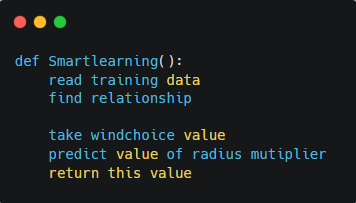 def Smartlearning():
read training data
find relationship
take windchoice value
predict value of radius mutiplier
return this value